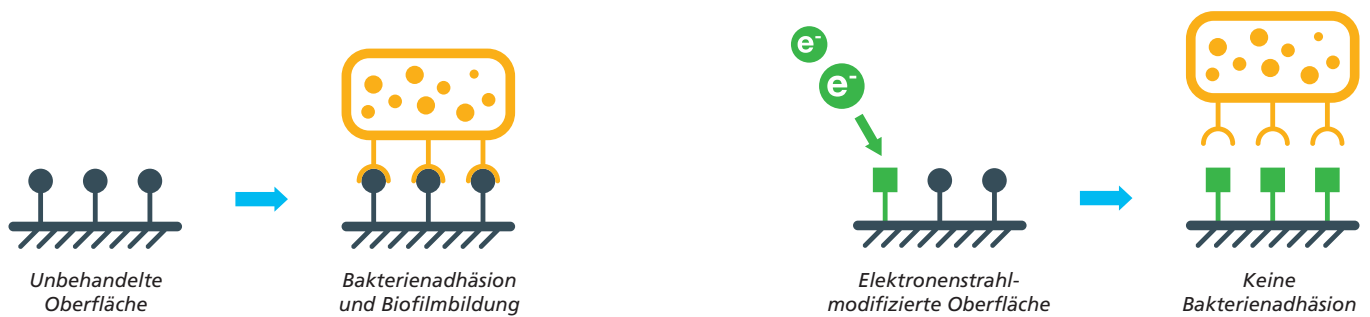 e-
e-
Unbehandelte
Oberfläche
Bakterienadhäsion
und Biofilmbildung
Elektronenstrahl-
modifizierte Oberfläche
Keine
Bakterienadhäsion